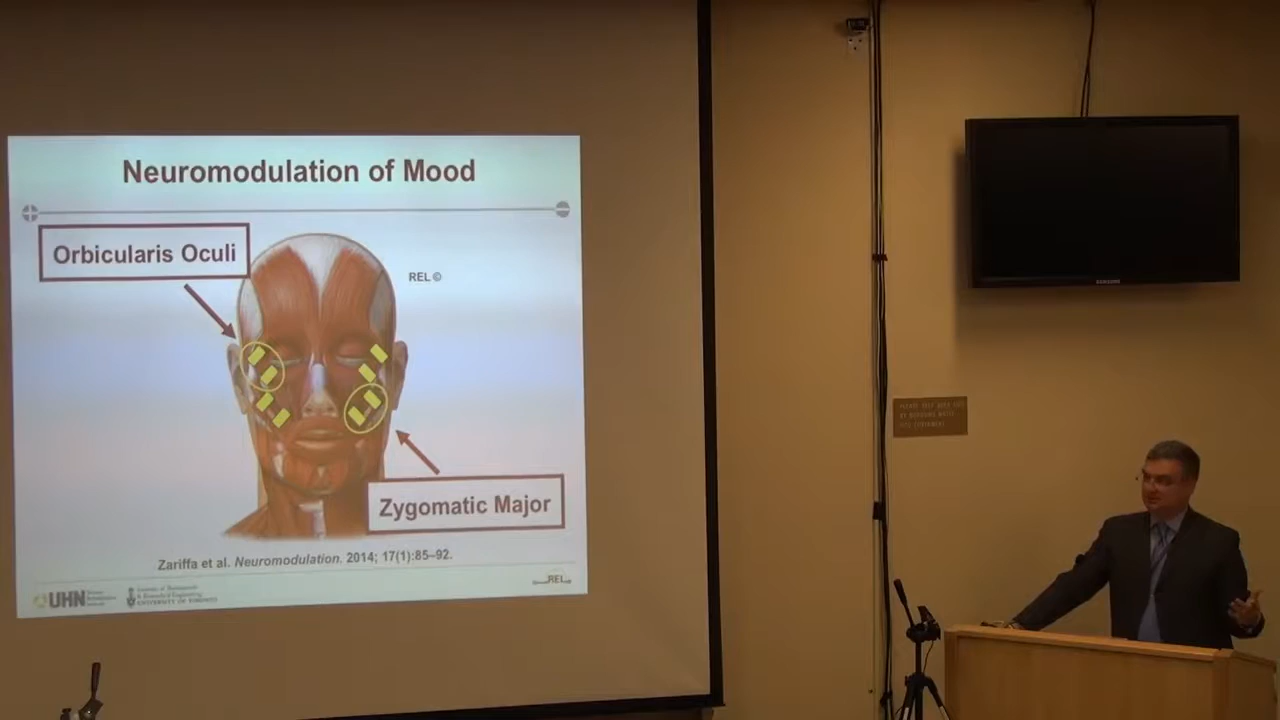 Neuromodulation of Mood
Orbicularis Oculi
REL ©
Zygomatic Major
Zariffa et al. Neuromodulation. 2014; 17(1):85–92.
UHN
UNIVERSITY OF TORONTO
REL
SAMSUNG